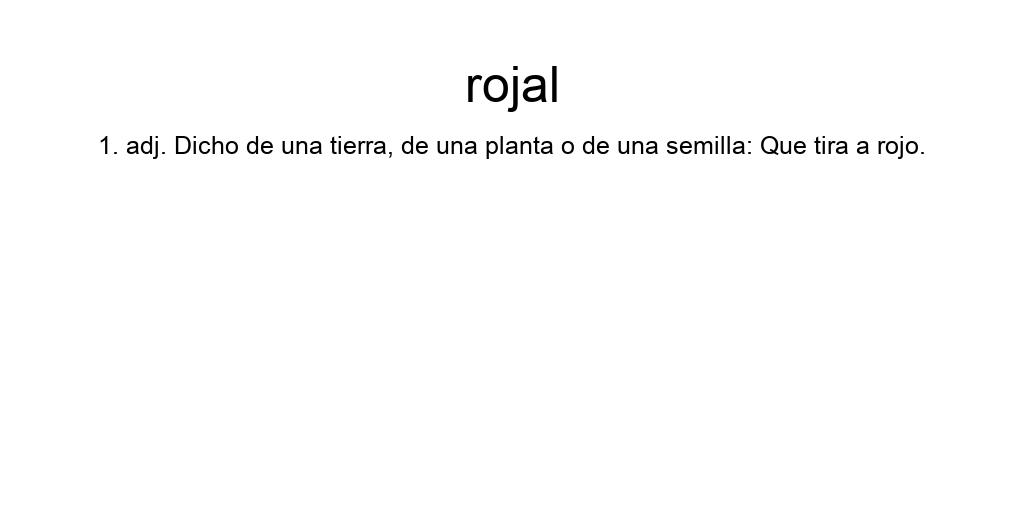 rojal
1. adj. Dicho de una tierra, de una planta o de una semilla: Que tira a rojo.